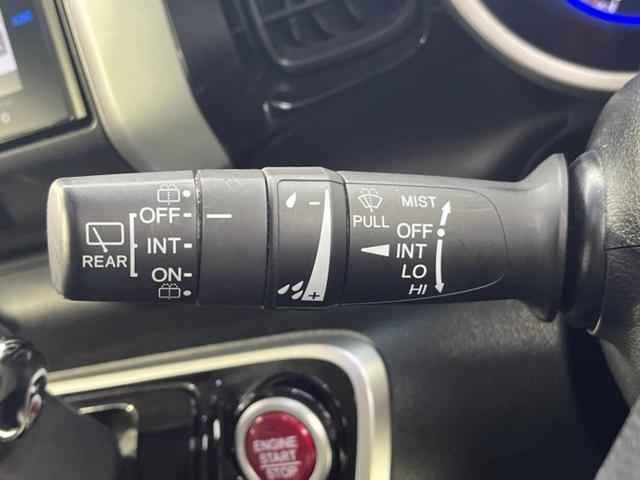 OFF
INT
REAR
ON
−
+
PULL
MIST
OFF
INT
LO
HI
ENGINE
START
STOP